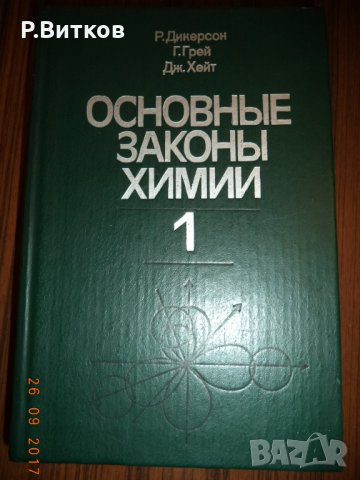 Р.Витков
Р. Дикерсон
Г. Грей
Дж. Хейт
ОСНОВНЫЕ
ЗАКОНЫ
ХИМИИ
1
26 09 2017
BAZAR